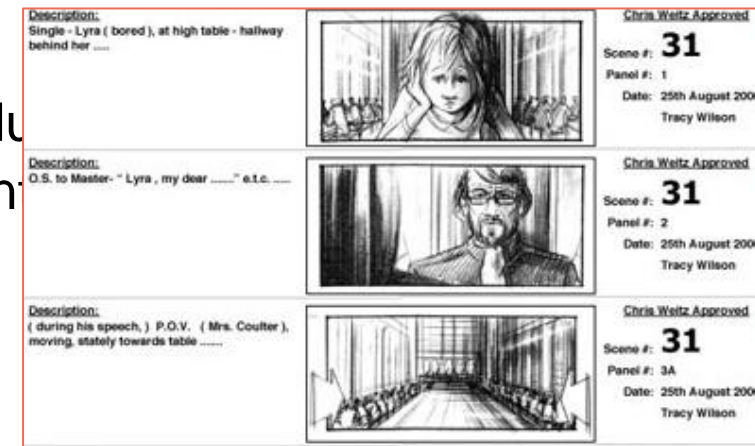 Description:
Single - Lyra ( bored ), at high table - hallway
behind her .....
Chris Weitz Approved
Scene #: 31
Panel #: 1
Date: 25th August 200
Tracy Wilson
Description:
O.S. to Master- " Lyra , my dear ......." e.t.c. .....
Chris Weitz Approved
Scene #: 31
Panel #: 2
Date: 25th August 200
Tracy Wilson
Description:
( during his speech, ) P.O.V. ( Mrs. Coulter ),
moving, stately towards table .......
Chris Weitz Approved
Scene #: 31
Panel #: 3A
Date: 25th August 200
Tracy Wilson